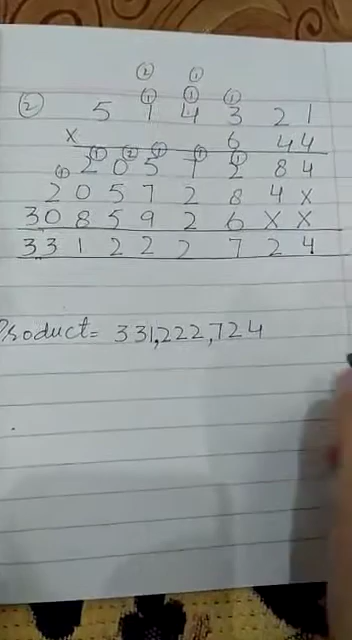 ② ①
① ① ①
② 5 1 4 3 2 1
× 6 4 4
① ② ① ① ①
① 2 0 5 7 2 8 4
2 0 5 7 2 8 4 X
3 0 8 5 9 2 6 X X
3 3 1 2 2 2 7 2 4
Product = 331,222,724